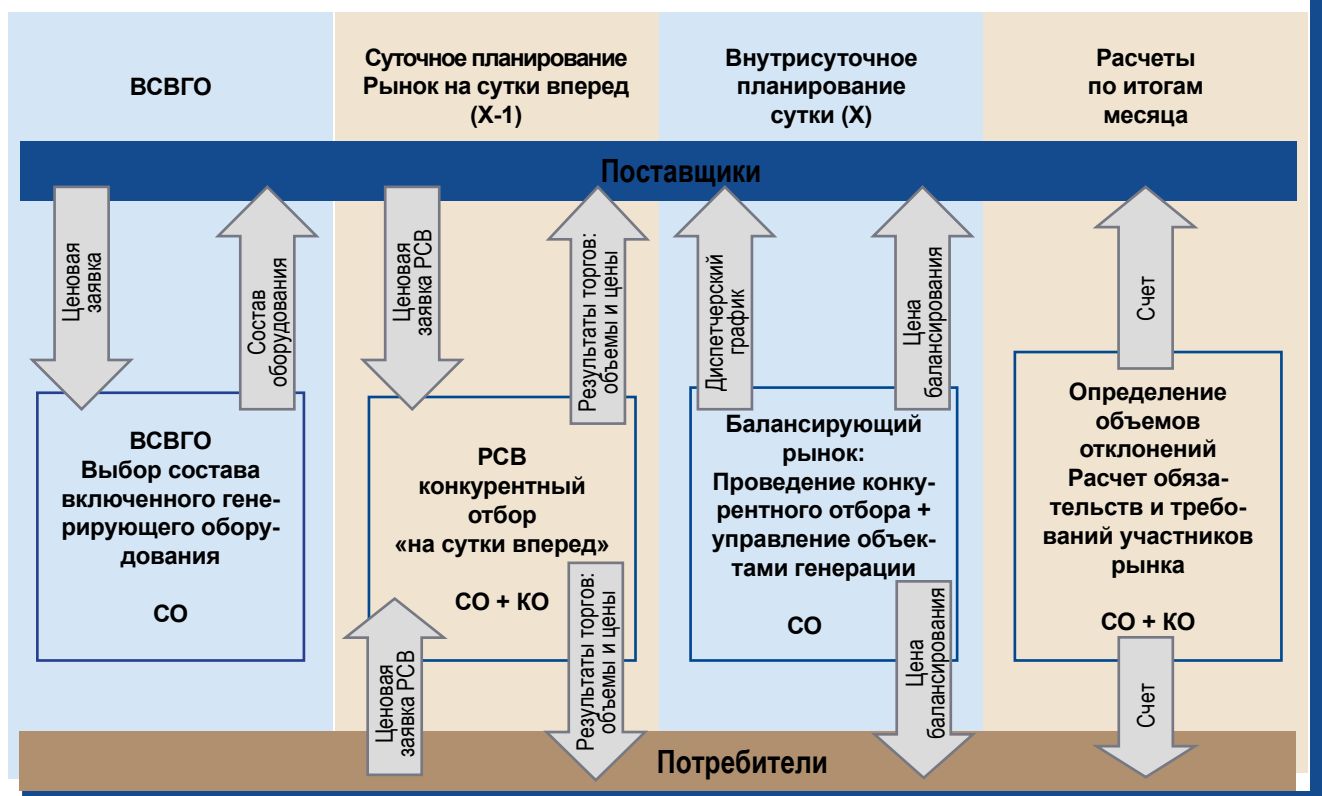 ВСВГО
Суточное планирование
Рынок на сутки вперед
(X-1)
Внутрисуточное
планирование
сутки (X)
Расчеты
по итогам
месяца
Поставщики
Ценовая
заявка
Состав
оборудования
Ценовая
заявка РСВ
Результаты торгов:
объемы и цены
Диспетчерский
график
Цена
балансирования
Счет
ВСВГО
Выбор состава
включенного гене-
рирующего обору-
дования
СО
РСВ
конкурентный
отбор
«на сутки вперед»
СО + КО
Балансирующий
рынок:
Проведение конку-
рентного отбора +
управление объек-
тами генерации
СО
Определение
объемов
отклонений
Расчет обяза-
тельств и требо-
ваний участников
рынка
СО + КО
Ценовая
заявка РСВ
Результаты торгов:
объемы и цены
Цена
балансирования
Счет
Потребители